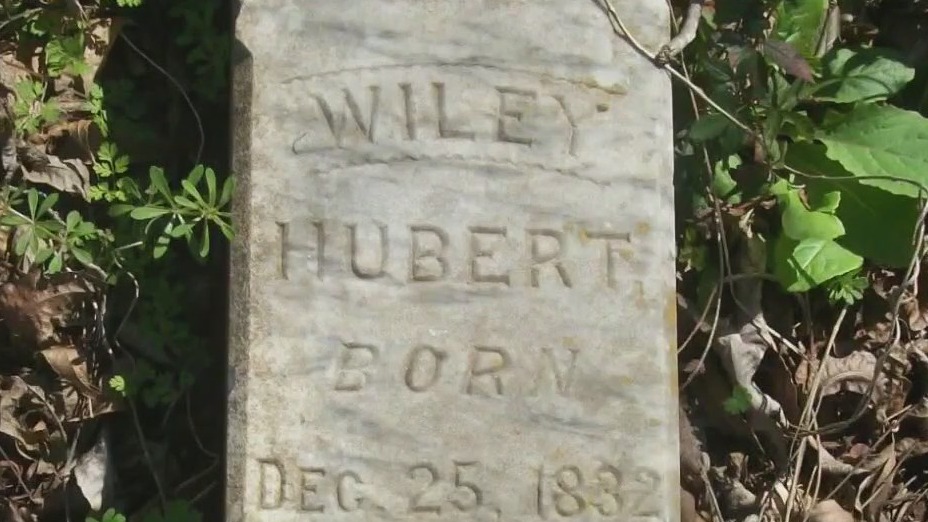 WILEY
HUBERT.
BORN
DEC. 25, 1832